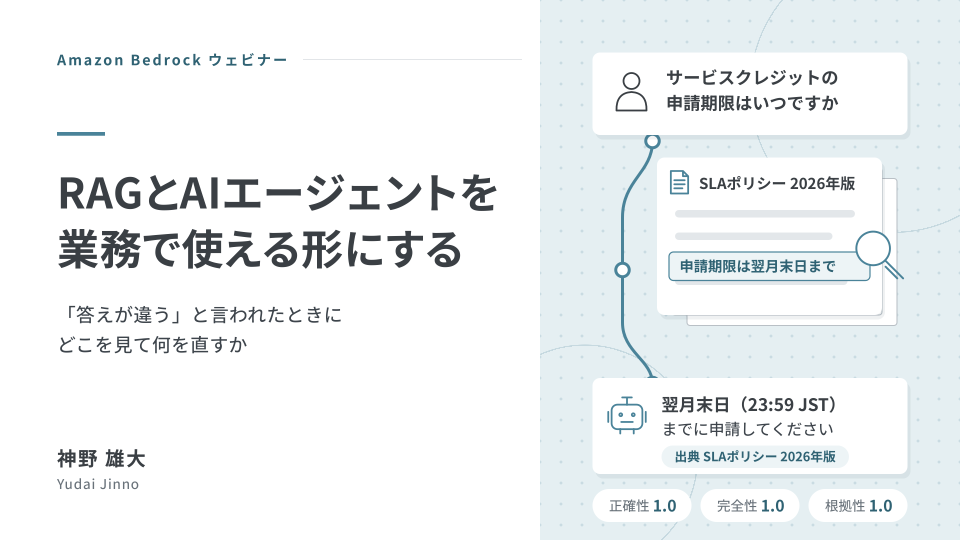 Amazon Bedrock ウェビナー
RAGとAIエージェントを
業務で使える形にする
「答えが違う」と言われたときに
どこを見て何を直すか
神野 雄大
Yudai Jinno
サービスクレジットの
申請期限はいつですか
SLAポリシー 2026年版
申請期限は翌月末日まで
翌月末日（23:59 JST）
までに申請してください
出典 SLAポリシー 2026年版
正確性 1.0
完全性 1.0
根拠性 1.0